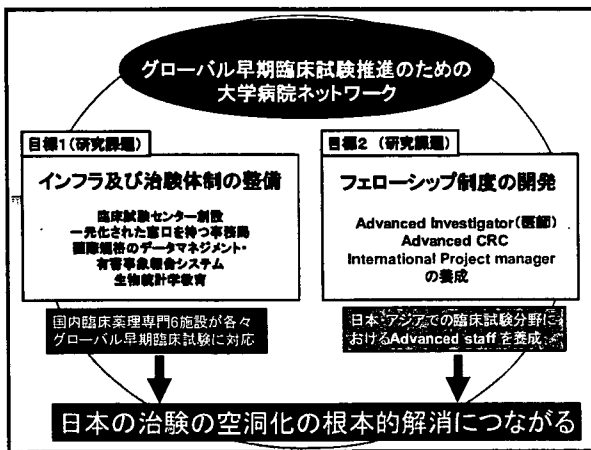 グローバル早期臨床試験推進のための
大学病院ネットワーク
目標1(研究課題)
インフラ及び治験体制の整備
臨床試験センター創設
一元化された窓口を持つ事務局
国際規格のデータマネジメント・
有害事象報告システム
生物統計学教育
国内臨床薬理専門6施設が各々
グローバル早期臨床試験に対応
目標2 (研究課題)
フェローシップ制度の開発
Advanced Investigator(医師)
Advanced CRC
International Project manager
の養成
日本・アジアでの臨床試験分野に
おけるAdvanced staff を養成
日本の治験の空洞化の根本的解消につながる